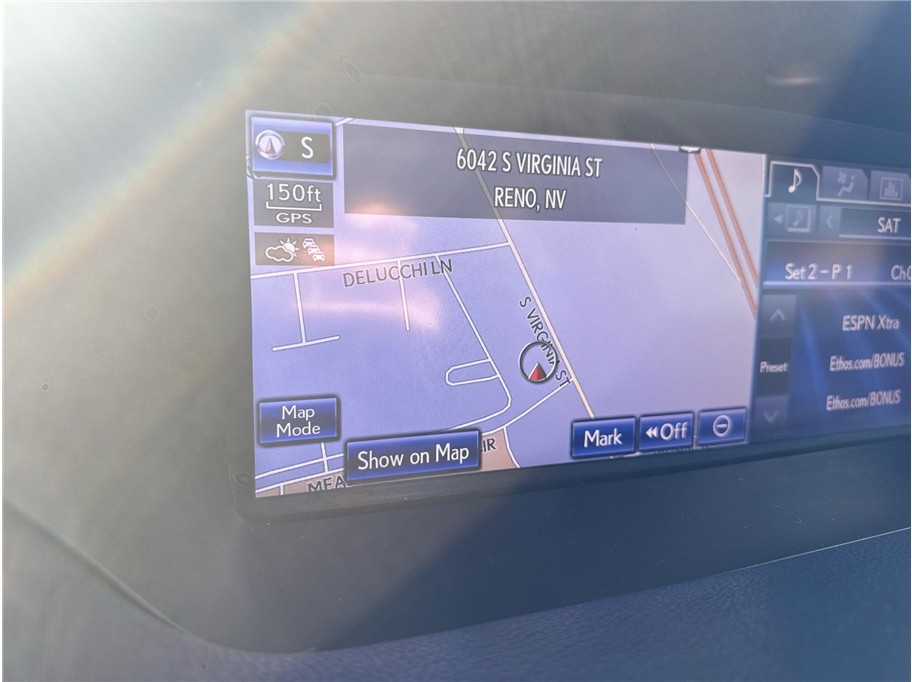 S
150ft
GPS
6042 S VIRGINIA ST
RENO, NV
SAT
Set 2 - P 1
ESPN Xtra
Preset
Ethos.com/BONUS
Ethos.com/BONUS
DELUCCHI LN
S VIRGINIA ST
Map
Mode
Show on Map
Mark
Off